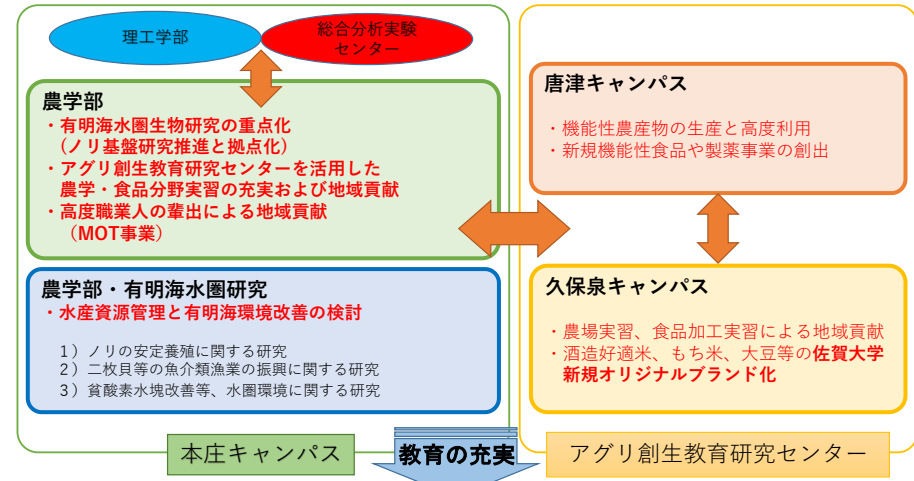 理工学部
総合分析実験
センター
農学部
・有明海水圏生物研究の重点化
(ノリ基盤研究推進と拠点化)
・アグリ創生教育研究センターを活用した
農学・食品分野実習の充実および地域貢献
・高度職業人の輩出による地域貢献
（MOT事業）
農学部・有明海水圏研究
・水産資源管理と有明海環境改善の検討
1）ノリの安定養殖に関する研究
2）二枚貝等の魚介類漁業の振興に関する研究
3）貧酸素水塊改善等、水圏環境に関する研究
本庄キャンパス
教育の充実
唐津キャンパス
・機能性農産物の生産と高度利用
・新規機能性食品や製薬事業の創出
久保泉キャンパス
・農場実習、食品加工実習による地域貢献
・酒造好適米、もち米、大豆等の佐賀大学
新規オリジナルブランド化
アグリ創生教育研究センター